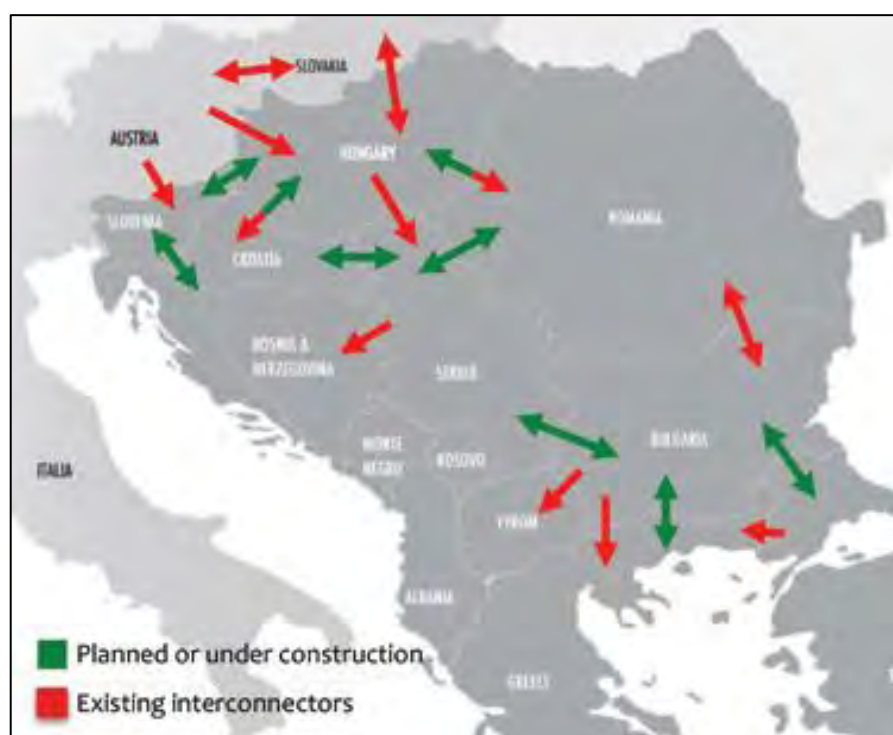 SLOVAKIA
AUSTRIA
HUNGARY
SLOVENIA
ROMANIA
CROATIA
BOSNIA &
HERZEGOVINA
SERBIA
MONTE
NEGRO
KOSOVO
BULGARIA
ITALIA
FYROM
ALBANIA
GREECE
Planned or under construction
Existing interconnectors